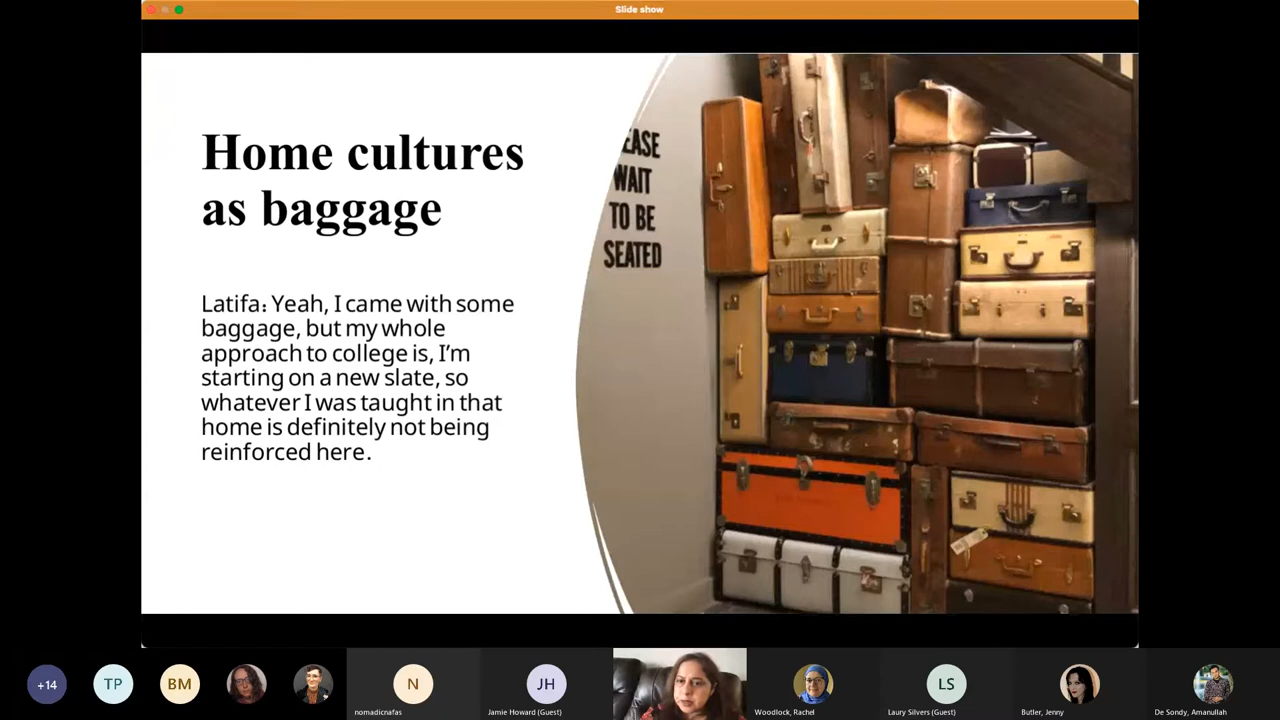 Slide show
Home cultures
as baggage
Latifa: Yeah, I came with some
baggage, but my whole
approach to college is, I'm
starting on a new slate, so
whatever I was taught in that
home is definitely not being
reinforced here.
EASE
WAIT
TO BE
SEATED
+14
TP
BM
N
nomadicnafas
JH
Jamie Howard (Guest)
Woodlock, Rachel
LS
Laury Silvers (Guest)
Butler, Jenny
De Sondy, Amanullah